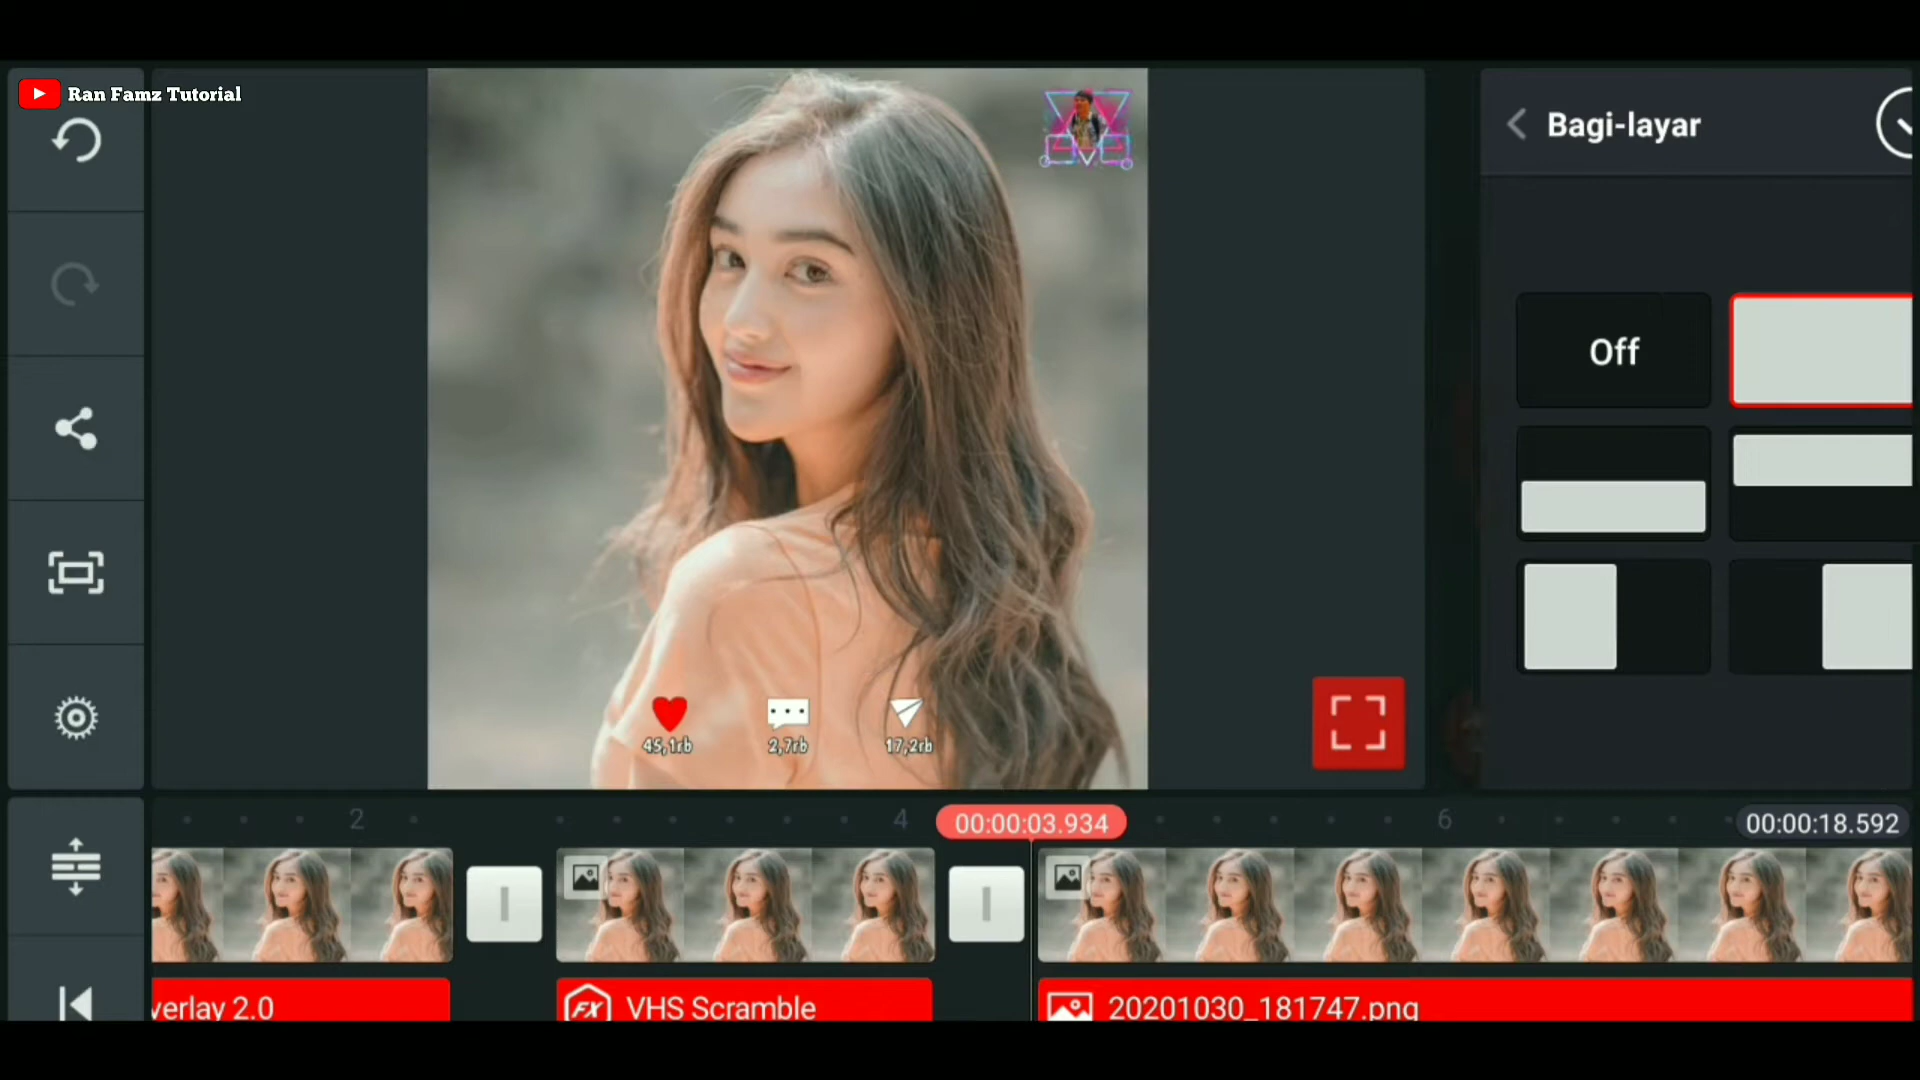 Ran Famz Tutorial
Bagi-layar
Off
45,1rb
2,7rb
17,2rb
2
4
00:00:03.934
6
00:00:18.592
verlay 2.0
FX VHS Scramble
20201030_181747.png